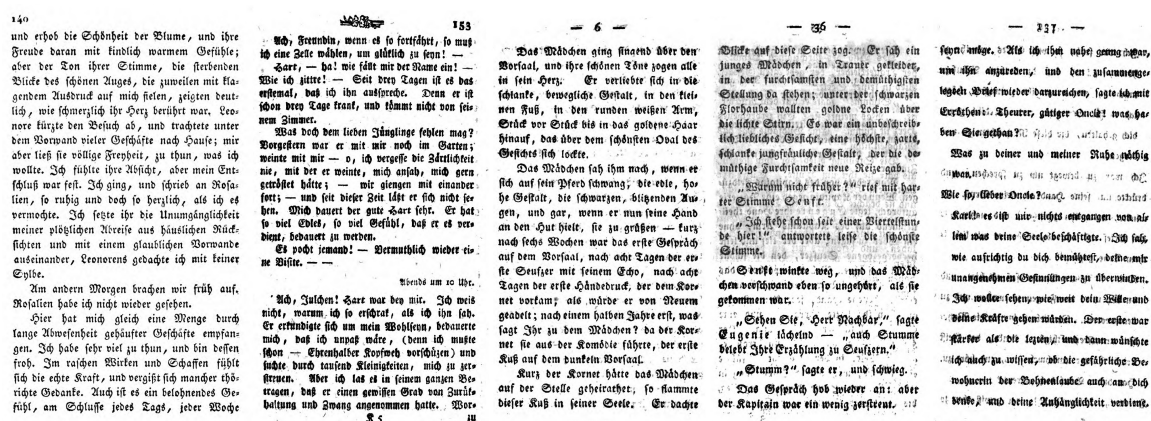 140
und erhob die Schönheit der Blume, und ihre
Freude daran mit kindlich warmem Gefühle;
aber der Ton ihrer Stimme, die sterbenden
Blicke des schönen Auges, die zuweilen mit kla-
gendem Ausdruck auf mich fielen, zeigten deut-
lich, wie schmerzlich ihr Herz berührt war. Leo-
nore kürzte den Besuch ab, und trachtete unter
dem Vorwand vieler Geschäfte nach Hause; mir
aber ließ sie völlige Freyheit, zu thun, was ich
wollte. Ich fühlte ihre Absicht, aber mein Ent-
schluß war fest. Ich ging, und schrieb an Rosa-
lien, so ruhig und doch so herzlich, als ich es
vermochte. Ich setzte ihr die Unumgänglichkeit
meiner plötzlichen Abreise aus häuslichen Rück-
sichten und mit einem glaublichen Vorwande
auseinander, Leonorens gedachte ich mit keiner
Sylbe.
Am andern Morgen brachen wir früh auf.
Rosalien habe ich nicht wieder gesehen.
Hier hat mich gleich eine Menge durch
lange Abwesenheit gehäufter Geschäfte empfan-
gen. Ich habe sehr viel zu thun, und bin dessen
froh. Im raschen Wirken und Schaffen fühlt
sich die echte Kraft, und vergißt sich mancher thö-
richte Gedanke. Auch ist es ein belohnendes Ge-
fühl, am Schlusse jedes Tags, jeder Woche
153
Ach, Freundin, wenn es so fortfährt, so muß
ich eine Zelle wählen, um glüklich zu seyn! —
Hart, — ha! wie fällt mir der Name ein! —
Wie ich zittre! — Seit drey Tagen ist es das
erstemal, daß ich ihn ausspreche. Denn er ist
schon drey Tage krank, und kömmt nicht von sei-
nem Zimmer.
Was doch dem lieben Jünglinge fehlen mag?
Vorgestern war er mit mir noch im Garten;
weinte mit mir — o, ich vergesse die Zärtlichkeit
nie, mit der er weinte, mich ansah, mich gern
getröstet hätte; — wir giengen mit einander
fort; — und seit dieser Zeit läßt er sich nicht se-
hen. Mich dauert der gute Hart sehr. Er hat
so viel Edles, so viel Gefühl, daß er es ver-
dient, bedauert zu werden.
Es pocht jemand! — Vermuthlich wieder ei-
ne Visite. — —
Abends um 10 Uhr.
Ach, Julchen! Hart war bey mir. Ich weis
nicht, warum ich so erschrak, als ich ihn sah.
Er erkundigte sich um mein Wohlseyn, bedauerte
mich, daß ich unpaß wäre, (denn ich mußte
schon — Ehrenhalber Kopfweh vorschüzen) und
suchte durch tausend Kleinigkeiten, mich zu zer-
streuen. Aber ich las es in seinem ganzen Be-
tragen, daß er einen gewissen Grad von Zurük-
haltung und Zwang angenommen hatte. Vor-
K 5 zu
— 6 —
Das Mädchen ging singend über den
Vorsaal, und ihre schönen Töne zogen alle
in sein Herz. Er verliebte sich in die
schlanke, bewegliche Gestalt, in den klei-
nen Fuß, in den runden weißen Arm,
Stück vor Stück bis in das goldene Haar
hinauf, das über dem schönsten Oval des
Gesichts sich lockte.
Das Mädchen sah ihm nach, wenn er
sich auf sein Pferd schwang, die edle, ho-
he Gestalt, die schwarzen, blitzenden Au-
gen, und gar, wenn er nun seine Hand
an den Hut hielt, sie zu grüßen — kurz
nach sechs Wochen war das erste Gespräch
auf dem Vorsaal, nach acht Tagen der er-
ste Seufzer mit seinem Echo, nach acht
Tagen der erste Händedruck, der dem Kor-
net vorkam, als würde er von Neuem
geadelt; nach einem halben Jahre erst, was
sagt Ihr zu dem Mädchen? da der Kor-
net sie aus der Komödie führte, der erste
Kuß auf dem dunkeln Vorsaal.
Kurz der Kornet hätte das Mädchen
auf der Stelle geheirathet, so flammte
dieser Kuß in seiner Seele. Er dachte
— 36 —
Blicke auf diese Seite zog. Er sah ein
junges Mädchen, in Trauer gekleidet,
in der furchtsamsten und demüthigsten
Stellung da stehen; unter der schwarzen
Florhaube wallten goldne Locken über
die lichte Stirn. Es war ein unbeschreib-
lich liebliches Gesicht, eine höchste, zarte,
schlanke jungfräuliche Gestalt, der die de-
müthige Furchtsamkeit neue Reize gab.
„Warum nicht früher?“ rief mit har-
ter Stimme Senft.
„Ich stehe schon seit einer Viertelstun-
de hier!“ antwortete leise die schönste
Stimme.
Senft winkte weg, und das Mäd-
chen verschwand eben so ungehört, als sie
gekommen war.
„Sehen Sie, Herr Nachbar,“ sagte
Eugenie lächelnd — „auch Stumme
belebt Ihre Erzählung zu Seufzern.“
„Stumm?“ sagte er, und schwieg.
Das Gespräch hob wieder an: aber
der Kapitain war ein wenig zerstreut.
— 237 —
seyn möge. Als ich ihm nahe genug war,
um ihn anzureden, und den zusammenge-
legten Brief wieder darzureichen, sagte ich mit
Erröthen: Theurer, gütiger Oncle! was ha-
ben Sie gethan?
Was zu deiner und meiner Ruhe nöthig
war.
Wie so, lieber Oncle?
es ist mir nichts entgangen von al-
lem was deine Seele beschäftigte. Ich sah,
wie aufrichtig du dich bemühtest, deine mir
unangenehmen Gesinnungen zu überwinden.
Ich wollte sehen, wie weit dein Wille und
deine Kräfte gehen würden. Der erste war
stärker als die lezten, und dann wünschte
ich auch zu wissen, ob die gefährliche Be-
wohnerin der auch an dich
denke, und deine Anhänglichkeit verdiene.